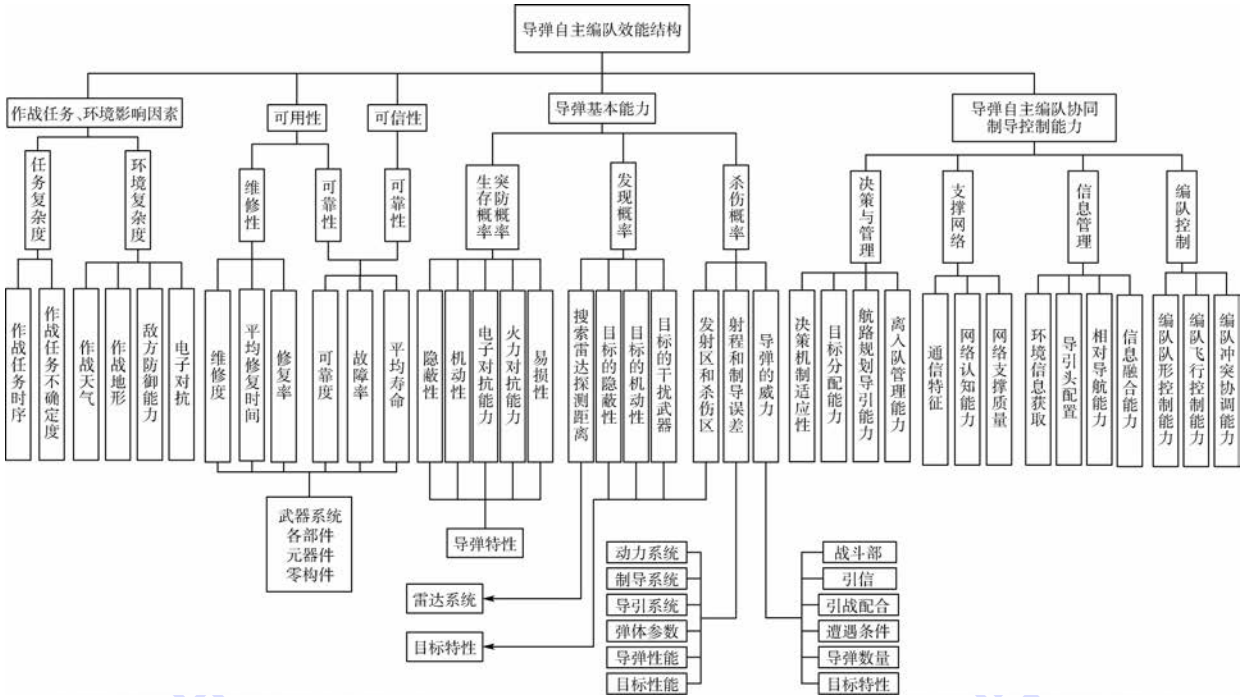 导弹自主编队效能结构
作战任务、环境影响因素
可用性
可信性
导弹基本能力
导弹自主编队协同
制导控制能力
任务复杂度
环境复杂度
维修性
可靠性
可靠性
突防概率
生存概率
发现概率
杀伤概率
决策与管理
支撑网络
信息管理
编队控制
作战任务时序
作战任务不确定度
作战天气
作战地形
敌方防御能力
电子对抗
维修度
平均修复时间
修复率
可靠度
故障率
平均寿命
隐蔽性
机动性
电子对抗能力
火力对抗能力
易损性
搜索雷达探测距离
目标的隐蔽性
目标的机动性
目标的干扰武器
发射区和杀伤区
射程和制导误差
导弹的威力
决策机制适应性
目标分配能力
航路规划导引能力
离入队管理能力
通信特征
网络认知能力
网络支撑质量
环境信息获取
导引头配置
相对导航能力
信息融合能力
编队队形控制能力
编队飞行控制能力
编队冲突协调能力
武器系统
各部件
元器件
零构件
导弹特性
雷达系统
目标特性
动力系统
制导系统
导引系统
弹体参数
导弹性能
目标性能
战斗部
引信
引战配合
遭遇条件
导弹数量
目标特性